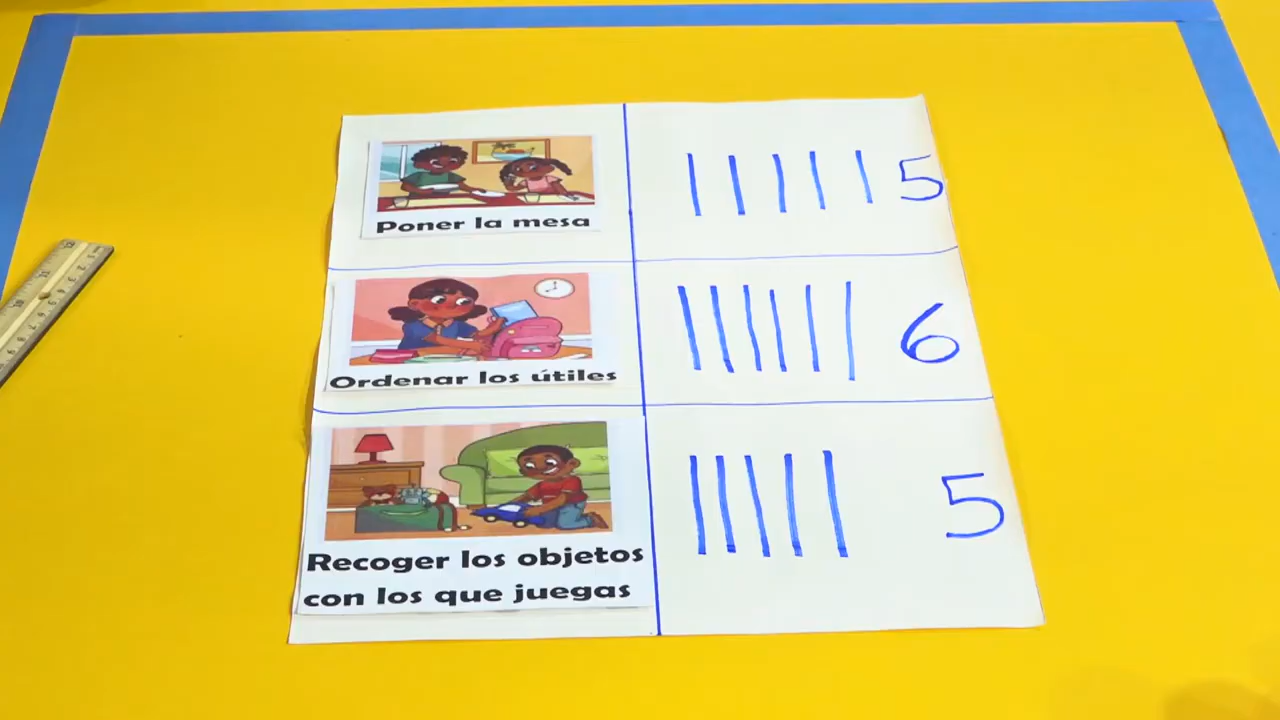 Poner la mesa
5
Ordenar los útiles
6
Recoger los objetos
con los que juegas
5